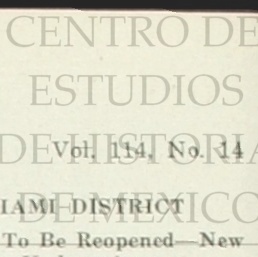 CENTRO DE
ESTUDIOS
Vol. 114, No. 14
DE HISTORIA
IAMI DISTRICT
DE MEXICO
To Be Reopened—New